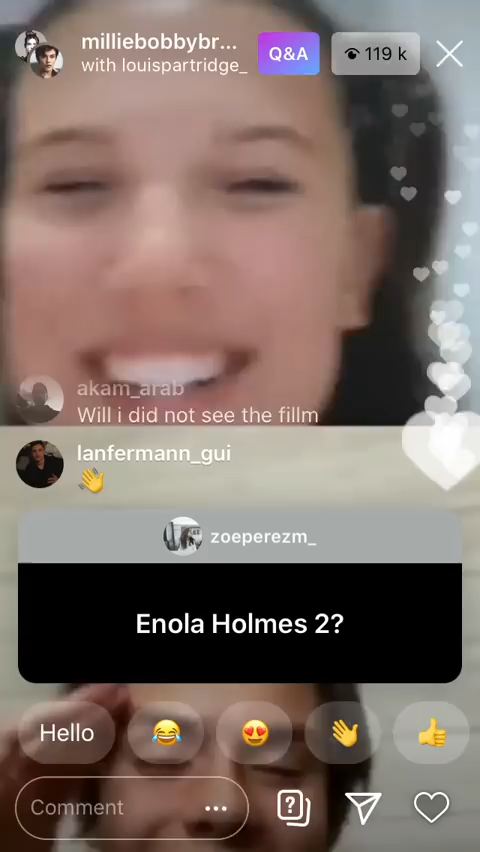 milliebobbybr...
with louispartridge_
Q&A
119 k
akam_arab
Will i did not see the fillm
lanfermann_gui
zoeperezm_
Enola Holmes 2?
Hello
Comment